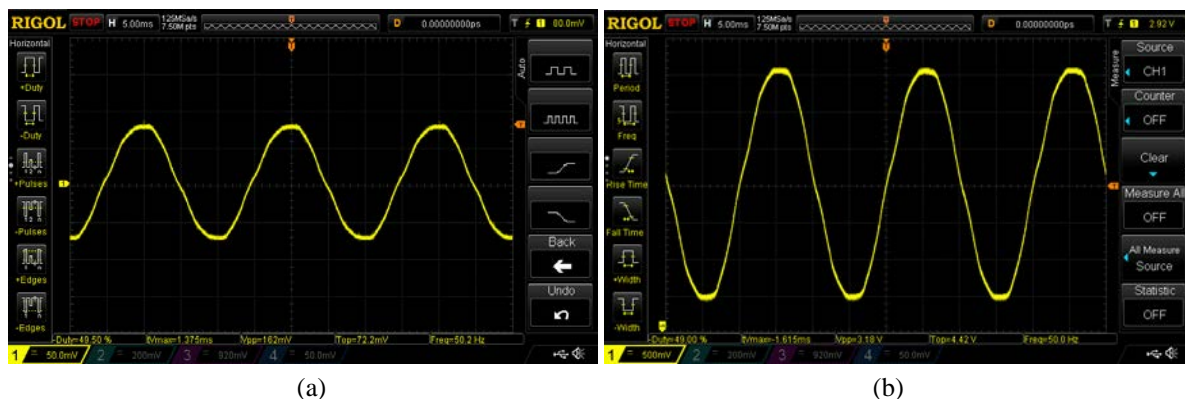 RIGOL STOP H 5.00ms 125MSa/s 7.50M pts D 0.00000000ps T 1 80.0mV
Horizontal
+Duty
-Duty
+Pulses
-Pulses
+Edges
-Edges
Auto
Back
Undo
-Duty=49.50 % tVmax=1.375ms Vpp=162mV Vtop=72.2mV Freq=50.2 Hz
1 = 50.0mV 2 = 200mV 3 = 920mV 4 = 50.0mV
(a)
RIGOL STOP H 5.00ms 125MSa/s 7.50M pts D 0.00000000ps T 1 2.92 V
Horizontal
Period
Freq
Rise Time
Fall Time
+Width
-Width
Measure
Source
CH1
Counter
OFF
Clear
Measure All
OFF
All Measure
Source
Statistic
OFF
-Duty=49.00 % tVmax=-1.615ms Vpp=3.18 V Vtop=4.42 V Freq=50.0 Hz
1 = 500mV 2 = 200mV 3 = 920mV 4 = 50.0mV
(b)